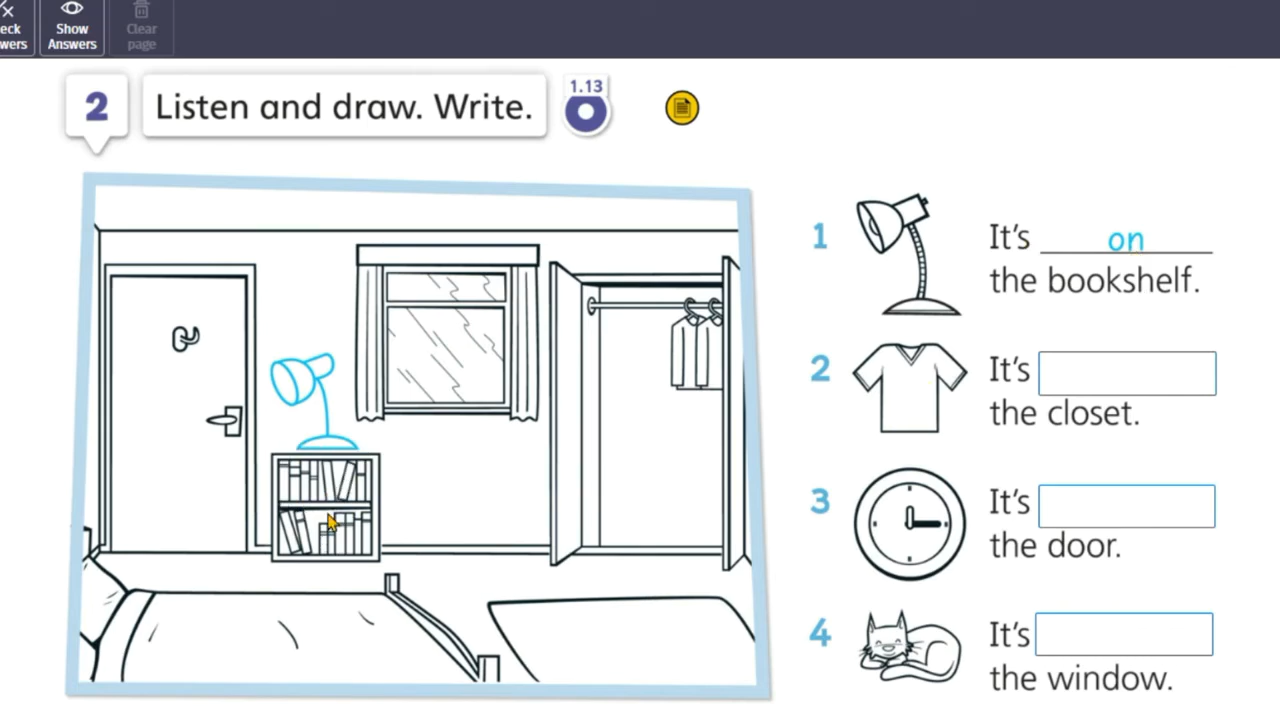 eck
wers
Show
Answers
Clear
page
2
Listen and draw. Write.
1.13
1
It's on
the bookshelf.
2
It's
the closet.
3
It's
the door.
4
It's
the window.